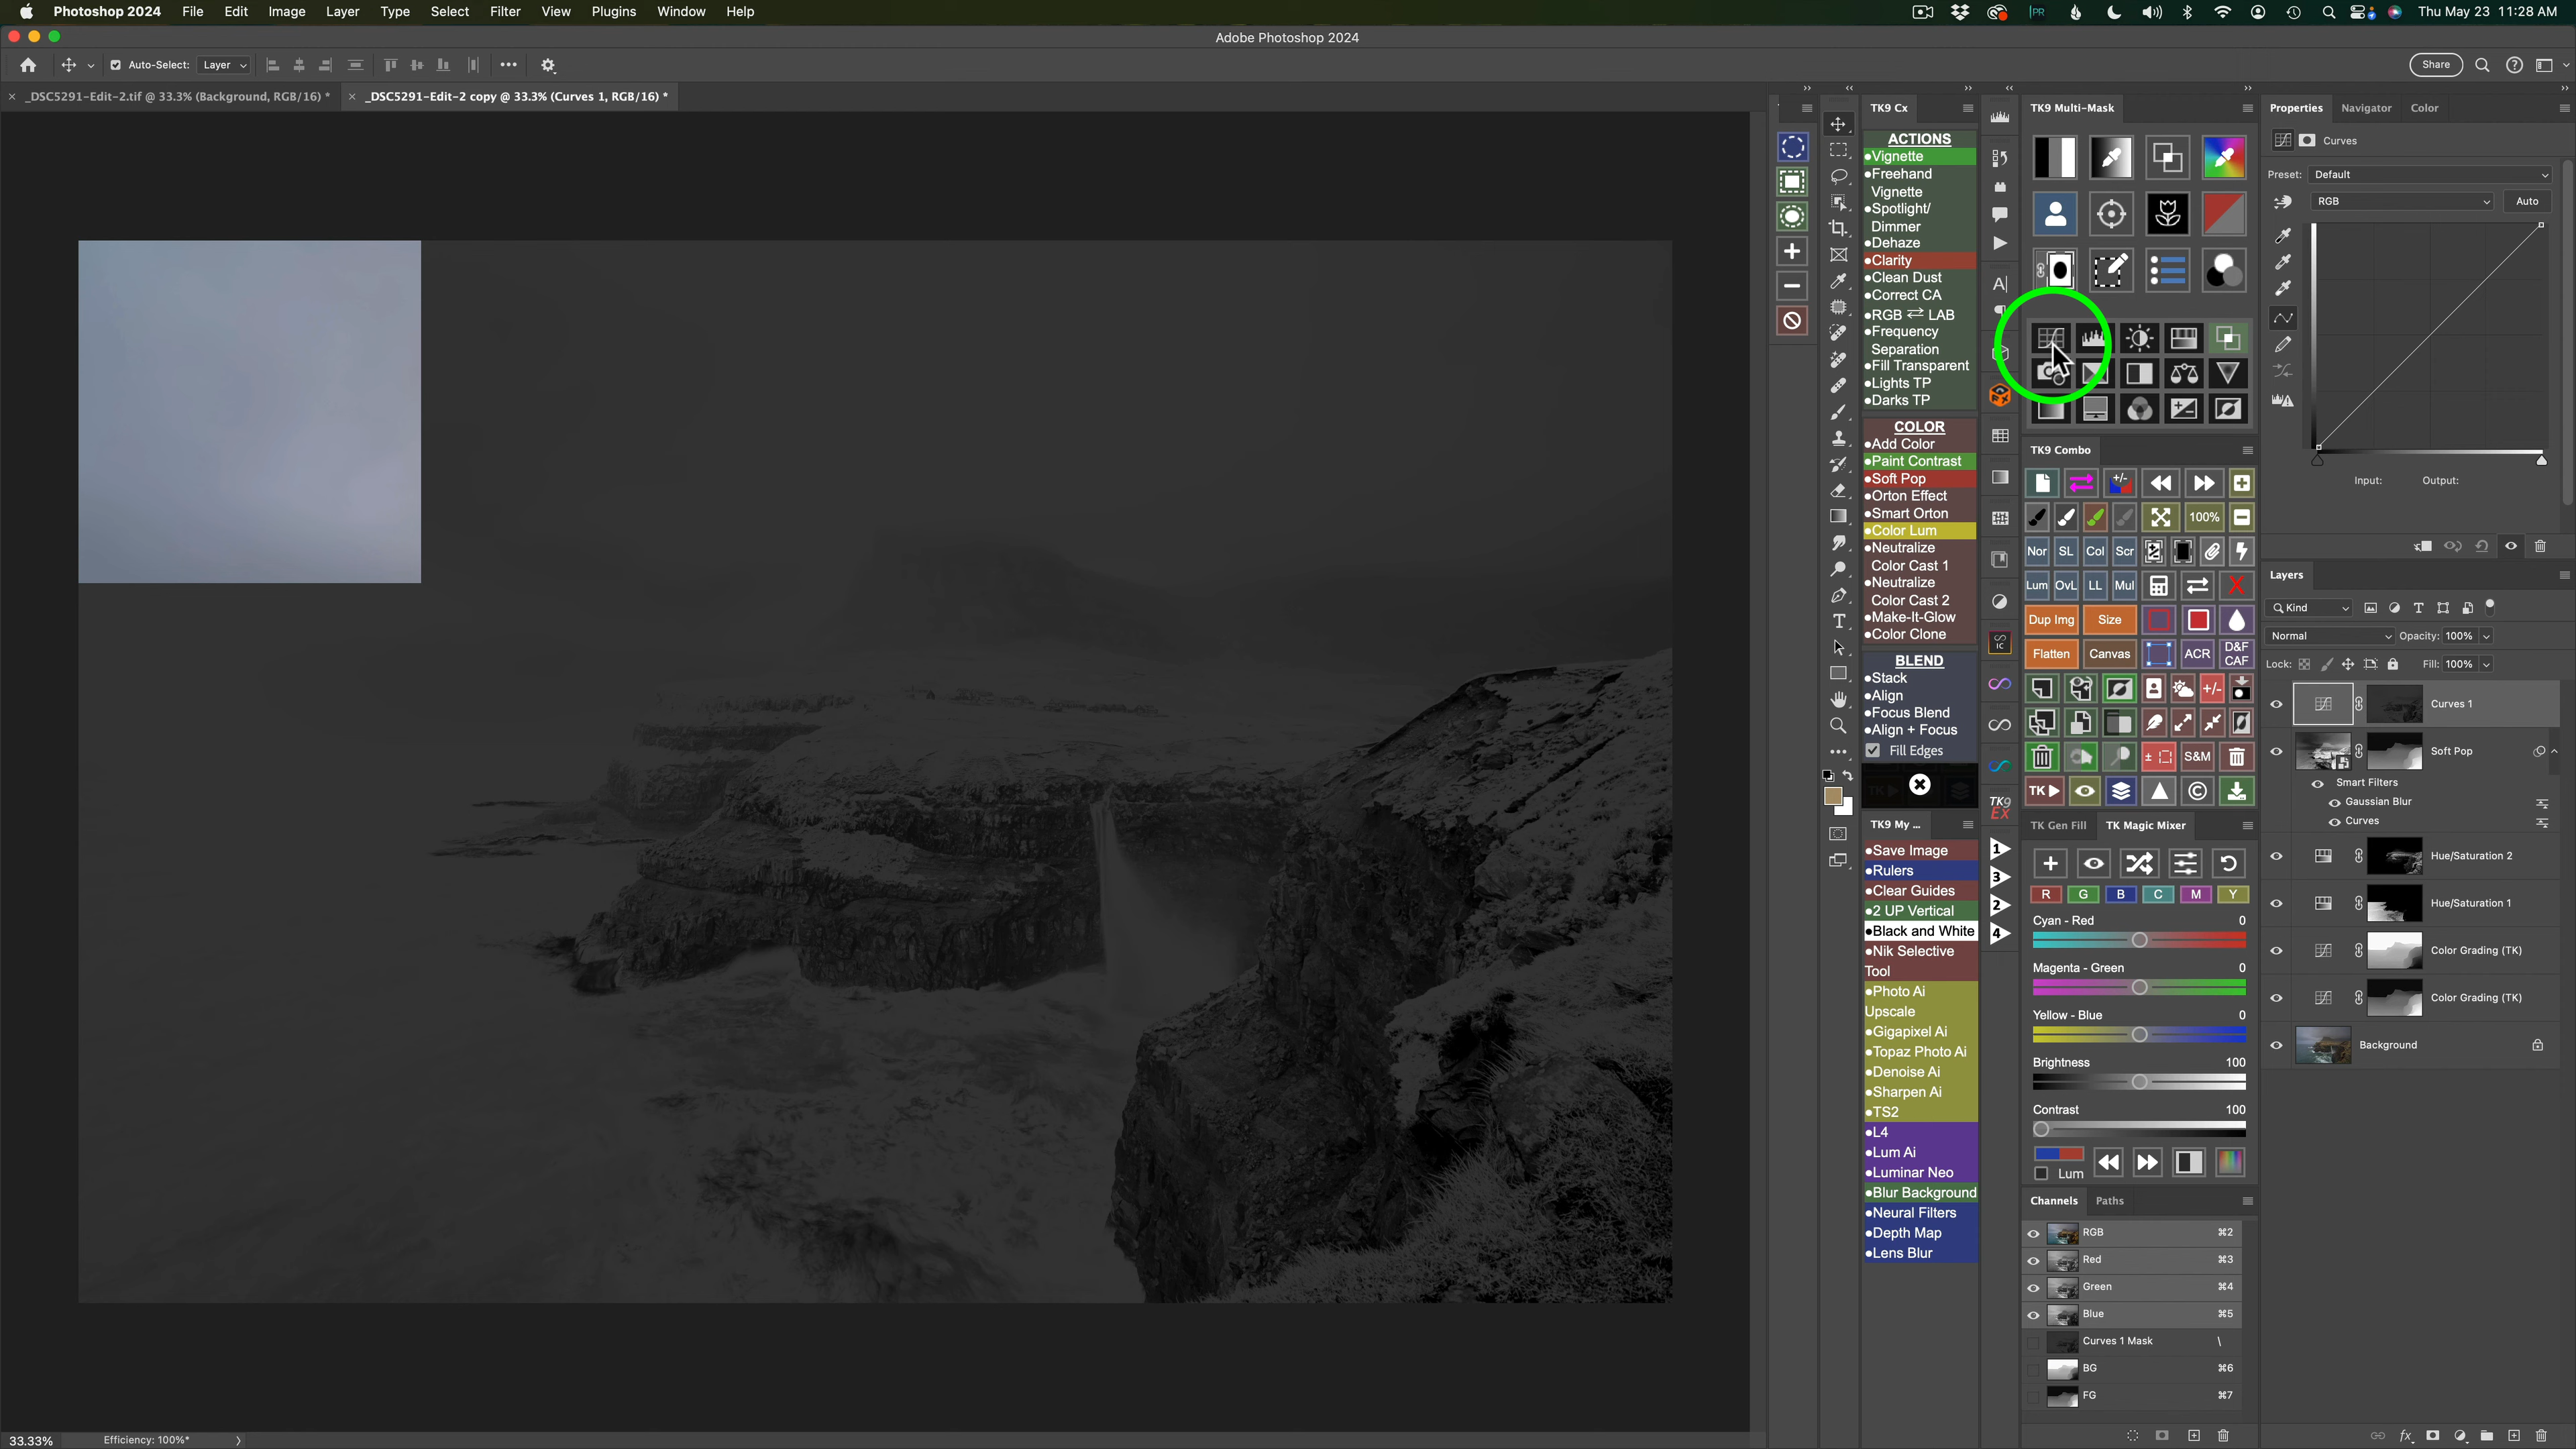 Photoshop 2024 File Edit Image Layer Type Select Filter View Plugins Window Help
PR
Thu May 23 11:28 AM
Adobe Photoshop 2024
Auto-Select: Layer
Share
_DSC5291-Edit-2.tif @ 33.3% (Background, RGB/16) *
_DSC5291-Edit-2 copy @ 33.3% (Curves 1, RGB/16) *
33.33%
Efficiency: 100%*
TK9 Cx
ACTIONS
Vignette
Freehand
Vignette
Spotlight/
Dimmer
Dehaze
Clarity
Clean Dust
Correct CA
RGB ⇄ LAB
Frequency
Separation
Fill Transparent
Lights TP
Darks TP
COLOR
Add Color
Paint Contrast
Soft Pop
Orton Effect
Smart Orton
Color Lum
Neutralize
Color Cast 1
Neutralize
Color Cast 2
Make-It-Glow
Color Clone
BLEND
Stack
Align
Focus Blend
Align + Focus
Fill Edges
TK9 My ...
Save Image
Rulers
Clear Guides
2 UP Vertical
Black and White
Nik Selective
Tool
Photo Ai
Upscale
Gigapixel Ai
Topaz Photo Ai
Denoise Ai
Sharpen Ai
TS2
L4
Lum Ai
Luminar Neo
Blur Background
Neural Filters
Depth Map
Lens Blur
IC
TK9
Ex
1
3
2
4
TK9 Multi-Mask
TK9 Combo
+/-
100%
Nor SL Col Scr
Lum OvL LL Mul
Dup Img Size
Flatten Canvas ACR D&F
CAF
+/-
S&M
TK
TK Gen Fill TK Magic Mixer
R G B C M Y
Cyan - Red 0
Magenta - Green 0
Yellow - Blue 0
Brightness 100
Contrast 100
Lum
Channels Paths
RGB ⌘2
Red ⌘3
Green ⌘4
Blue ⌘5
Curves 1 Mask \
BG ⌘6
FG ⌘7
Properties Navigator Color
Curves
Preset: Default
RGB Auto
Input: Output:
Layers
Kind
Normal Opacity: 100%
Lock: Fill: 100%
Curves 1
Soft Pop
Smart Filters
Gaussian Blur
Curves
Hue/Saturation 2
Hue/Saturation 1
Color Grading (TK)
Color Grading (TK)
Background
fx